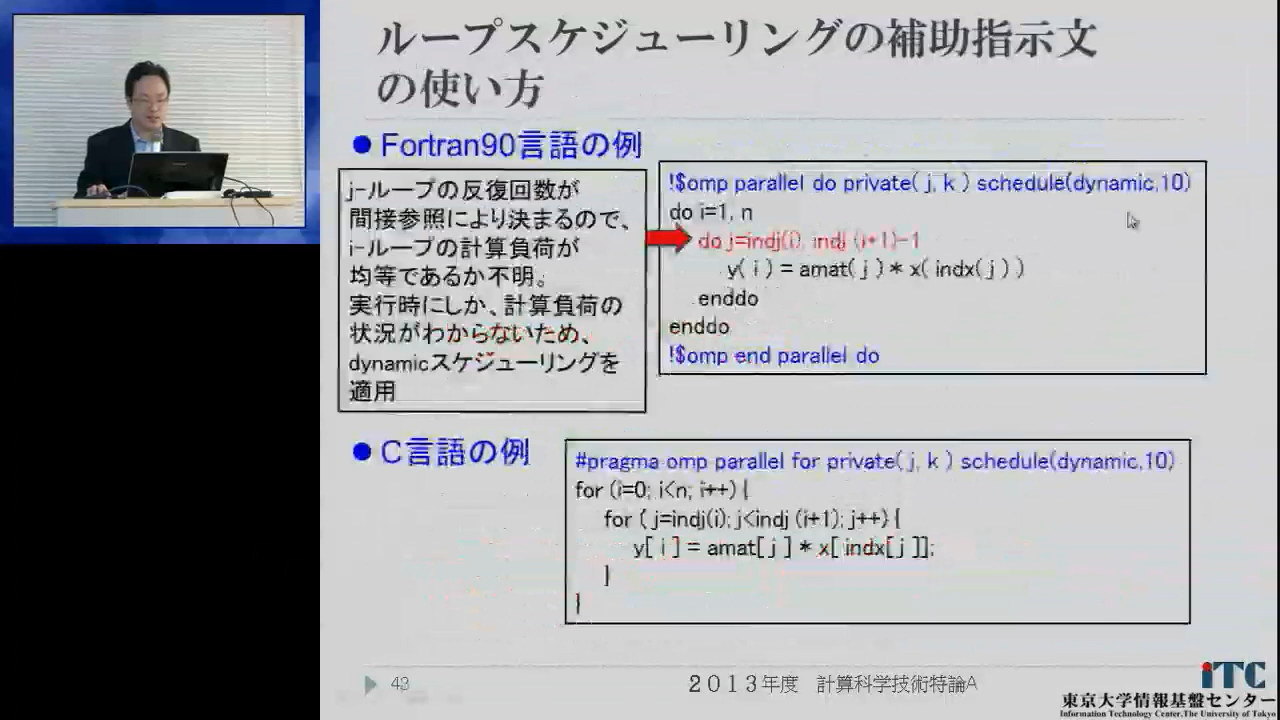 ループスケジューリングの補助指示文
の使い方
● Fortran90言語の例
j-ループの反復回数が
間接参照により決まるので、
i-ループの計算負荷が
均等であるか不明。
実行時にしか、計算負荷の
状況がわからないため、
dynamicスケジューリングを
適用
!$omp parallel do private( j, k ) schedule(dynamic,10)
do i=1, n
do j=indj(i), indj (i+1)-1
y( i ) = amat( j ) * x( indx( j ) )
enddo
enddo
!$omp end parallel do
● C言語の例
#pragma omp parallel for private( j, k ) schedule(dynamic,10)
for (i=0; i<n; i++) {
for ( j=indj(i); j<indj (i+1); j++) {
y[ i ] = amat[ j ] * x[ indx[ j ]];
}
}
43
２０１３年度 計算科学技術特論A
iTC
東京大学情報基盤センター
Information Technology Center, The University of Tokyo